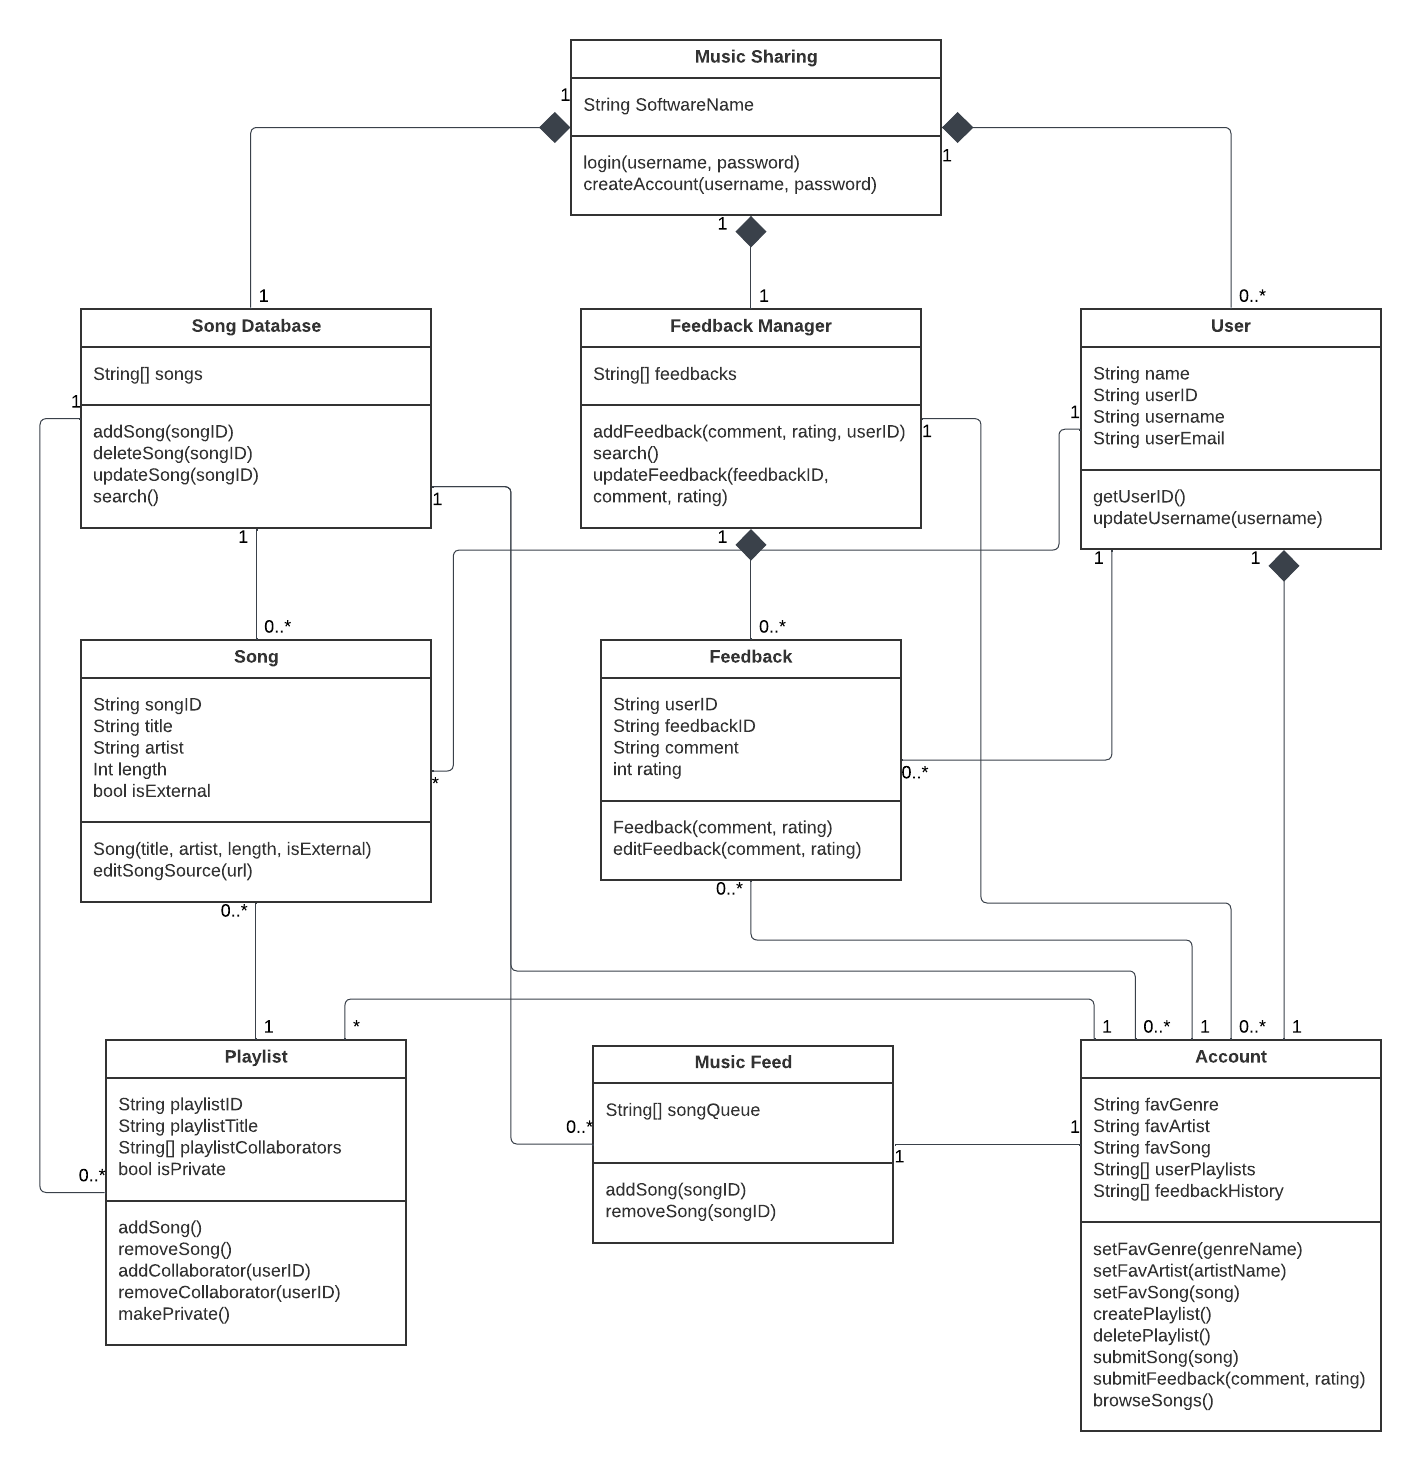 Music Sharing
1
String SoftwareName
login(username, password)
createAccount(username, password)
1
1
1
1
0..*
Song Database
String[] songs
1
addSong(songID)
deleteSong(songID)
updateSong(songID)
search()
1
1
Feedback Manager
String[] feedbacks
addFeedback(comment, rating, userID)
search()
updateFeedback(feedbackID,
comment, rating)
1
1
User
String name
String userID
String username
String userEmail
1
getUserID()
updateUsername(username)
1
1
0..*
0..*
Song
String songID
String title
String artist
Int length
bool isExternal
*
Song(title, artist, length, isExternal)
editSongSource(url)
0..*
Feedback
String userID
String feedbackID
String comment
int rating
0..*
Feedback(comment, rating)
editFeedback(comment, rating)
0..*
1
*
1
0..*
1
0..*
1
Playlist
String playlistID
String playlistTitle
String[] playlistCollaborators
bool isPrivate
0..*
addSong()
removeSong()
addCollaborator(userID)
removeCollaborator(userID)
makePrivate()
Music Feed
String[] songQueue
0..*
1
addSong(songID)
removeSong(songID)
Account
String favGenre
String favArtist
String favSong
String[] userPlaylists
String[] feedbackHistory
1
setFavGenre(genreName)
setFavArtist(artistName)
setFavSong(song)
createPlaylist()
deletePlaylist()
submitSong(song)
submitFeedback(comment, rating)
browseSongs()